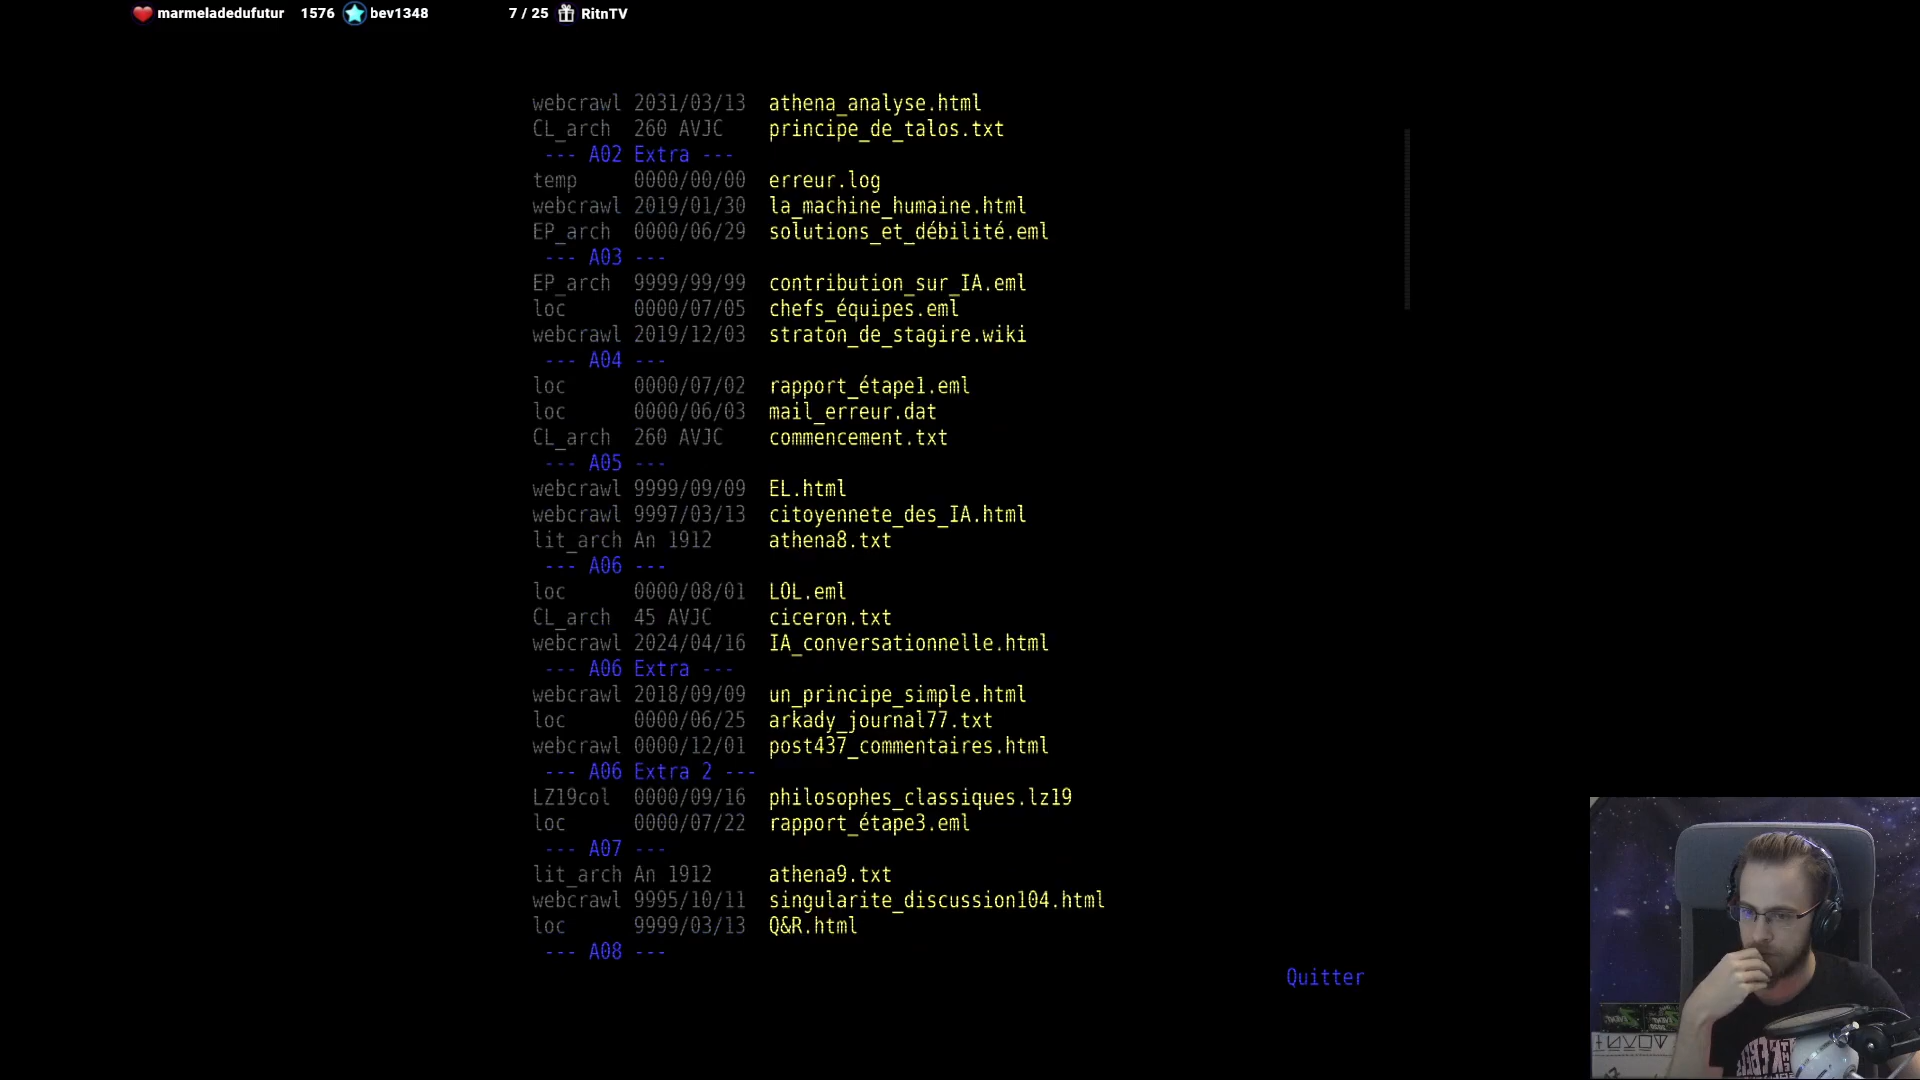 marmeladedufutur 1576 bev1348 7 / 25 RitnTV
webcrawl 2031/03/13 athena_analyse.html
CL_arch 260 AVJC principe_de_talos.txt
--- A02 Extra ---
temp 0000/00/00 erreur.log
webcrawl 2019/01/30 la_machine_humaine.html
EP_arch 0000/06/29 solutions_et_débilité.eml
--- A03 ---
EP_arch 9999/99/99 contribution_sur_IA.eml
loc 0000/07/05 chefs_équipes.eml
webcrawl 2019/12/03 straton_de_stagire.wiki
--- A04 ---
loc 0000/07/02 rapport_étape1.eml
loc 0000/06/03 mail_erreur.dat
CL_arch 260 AVJC commencement.txt
--- A05 ---
webcrawl 9999/09/09 EL.html
webcrawl 9997/03/13 citoyennete_des_IA.html
lit_arch An 1912 athena8.txt
--- A06 ---
loc 0000/08/01 LOL.eml
CL_arch 45 AVJC ciceron.txt
webcrawl 2024/04/16 IA_conversationnelle.html
--- A06 Extra ---
webcrawl 2018/09/09 un_principe_simple.html
loc 0000/06/25 arkady_journal77.txt
webcrawl 0000/12/01 post437_commentaires.html
--- A06 Extra 2 ---
LZ19col 0000/09/16 philosophes_classiques.lz19
loc 0000/07/22 rapport_étape3.eml
--- A07 ---
lit_arch An 1912 athena9.txt
webcrawl 9995/10/11 singularite_discussion104.html
loc 9999/03/13 Q&R.html
--- A08 ---
Quitter